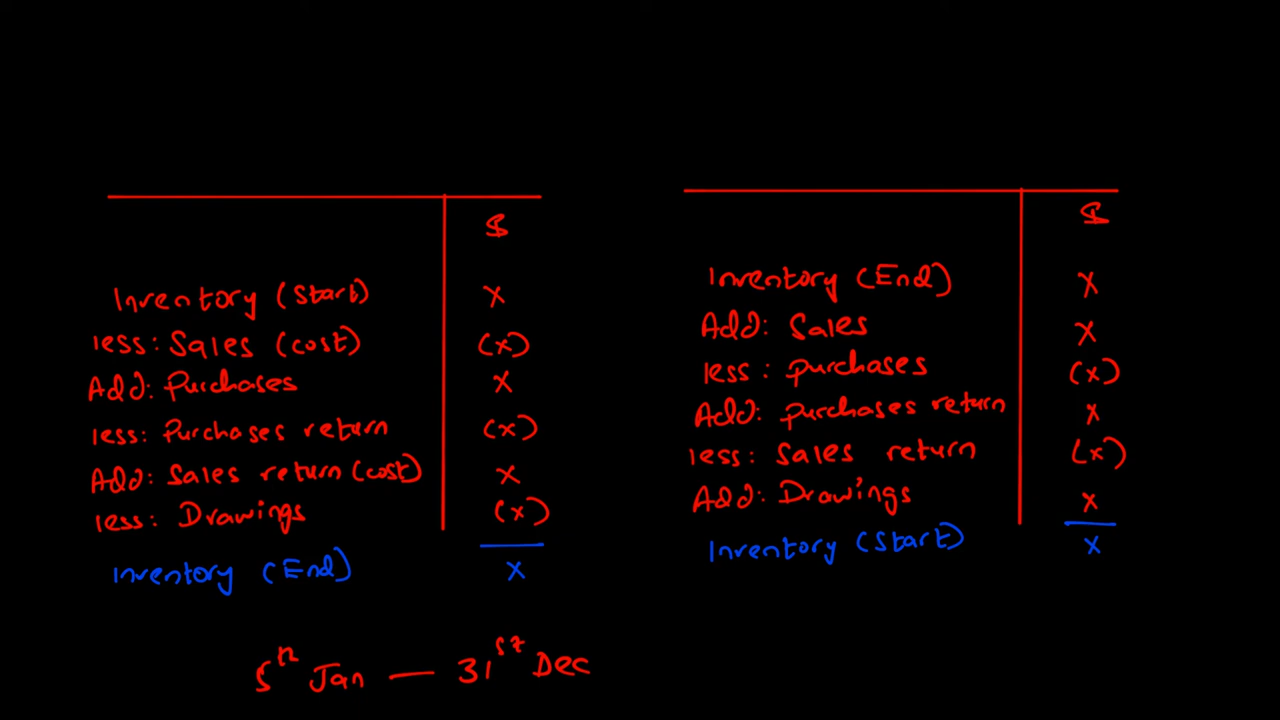 $
Inventory (Start) X
less: Sales (cost) (x)
Add: Purchases X
less: Purchases return (x)
Add: Sales return (cost) X
less: Drawings (x)
Inventory (End) X
$
Inventory (End) X
Add: Sales X
less: purchases (x)
Add: purchases return x
less: Sales return (x)
Add: Drawings x
Inventory (Start) x
5th Jan — 31st Dec